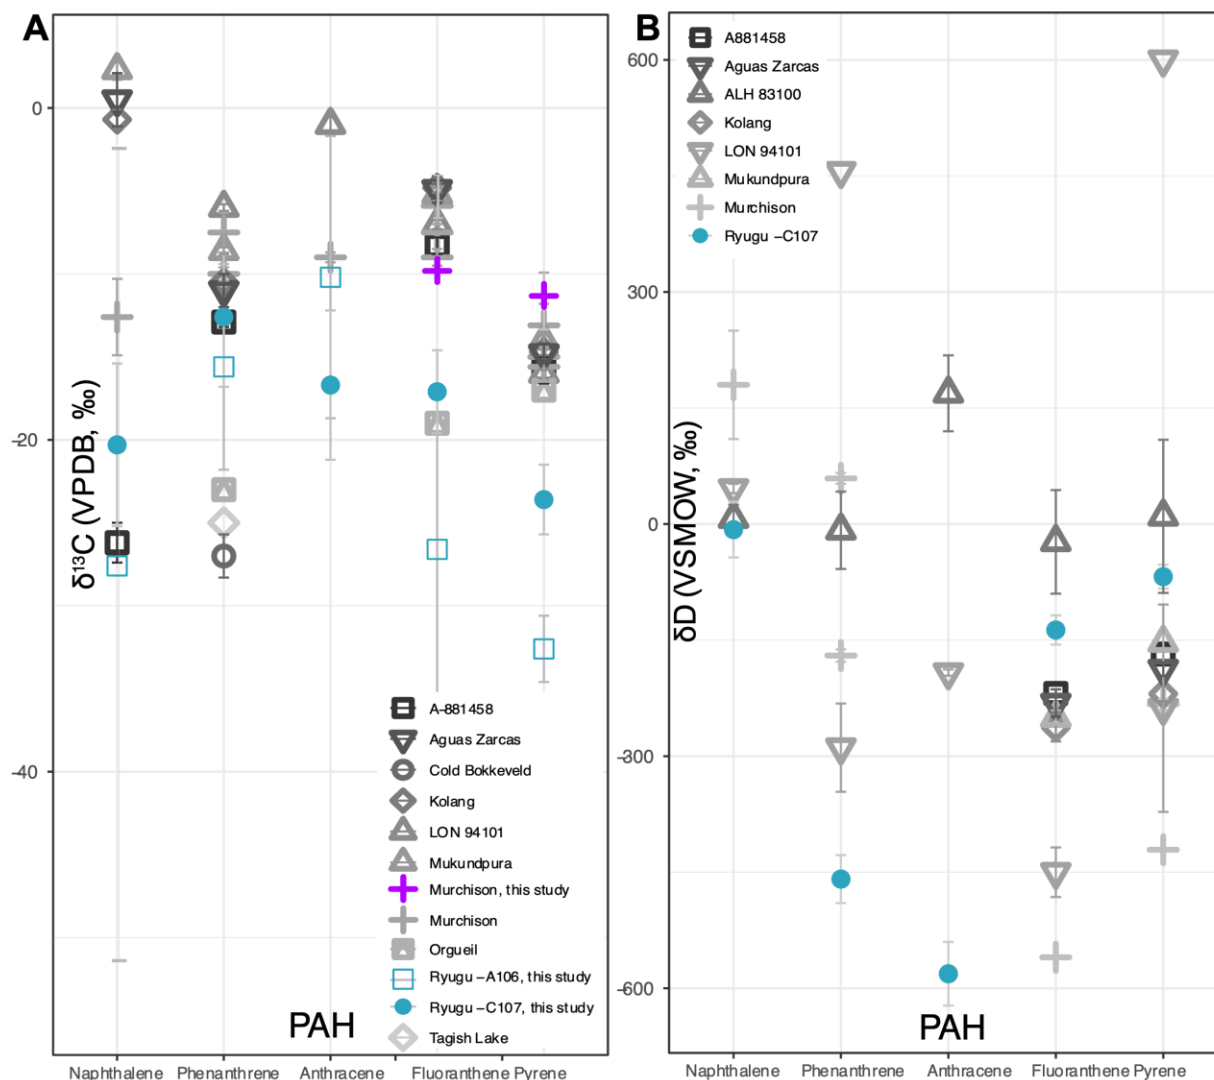 A
0
-20
-40
δ¹³C (VPDB, ‰)
A-881458
Aguas Zarcas
Cold Bokkeveld
Kolang
LON 94101
Mukundpura
Murchison, this study
Murchison
Orgueil
Ryugu -A106, this study
Ryugu -C107, this study
Tagish Lake
PAH
Naphthalene Phenanthrene Anthracene Fluoranthene Pyrene
B
600
300
0
-300
-600
δD (VSMOW, ‰)
A881458
Aguas Zarcas
ALH 83100
Kolang
LON 94101
Mukundpura
Murchison
Ryugu -C107
PAH
Naphthalene Phenanthrene Anthracene Fluoranthene Pyrene